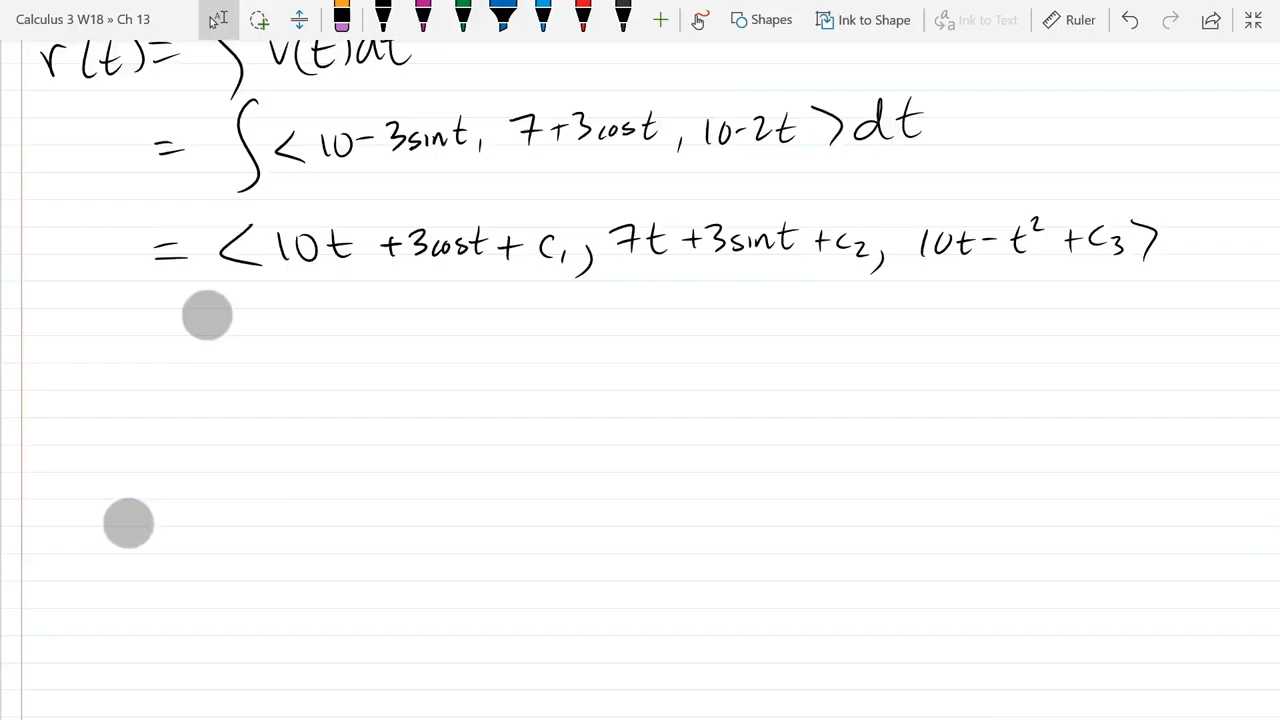 Calculus 3 W18 » Ch 13
Shapes Ink to Shape Ink to Text Ruler
r(t) = ∫ v(t)dt
= ∫ < 10 - 3sint, 7 + 3cost, 10 - 2t > dt
= < 10t + 3cost + c₁, 7t + 3sint + c₂, 10t - t² + c₃ >